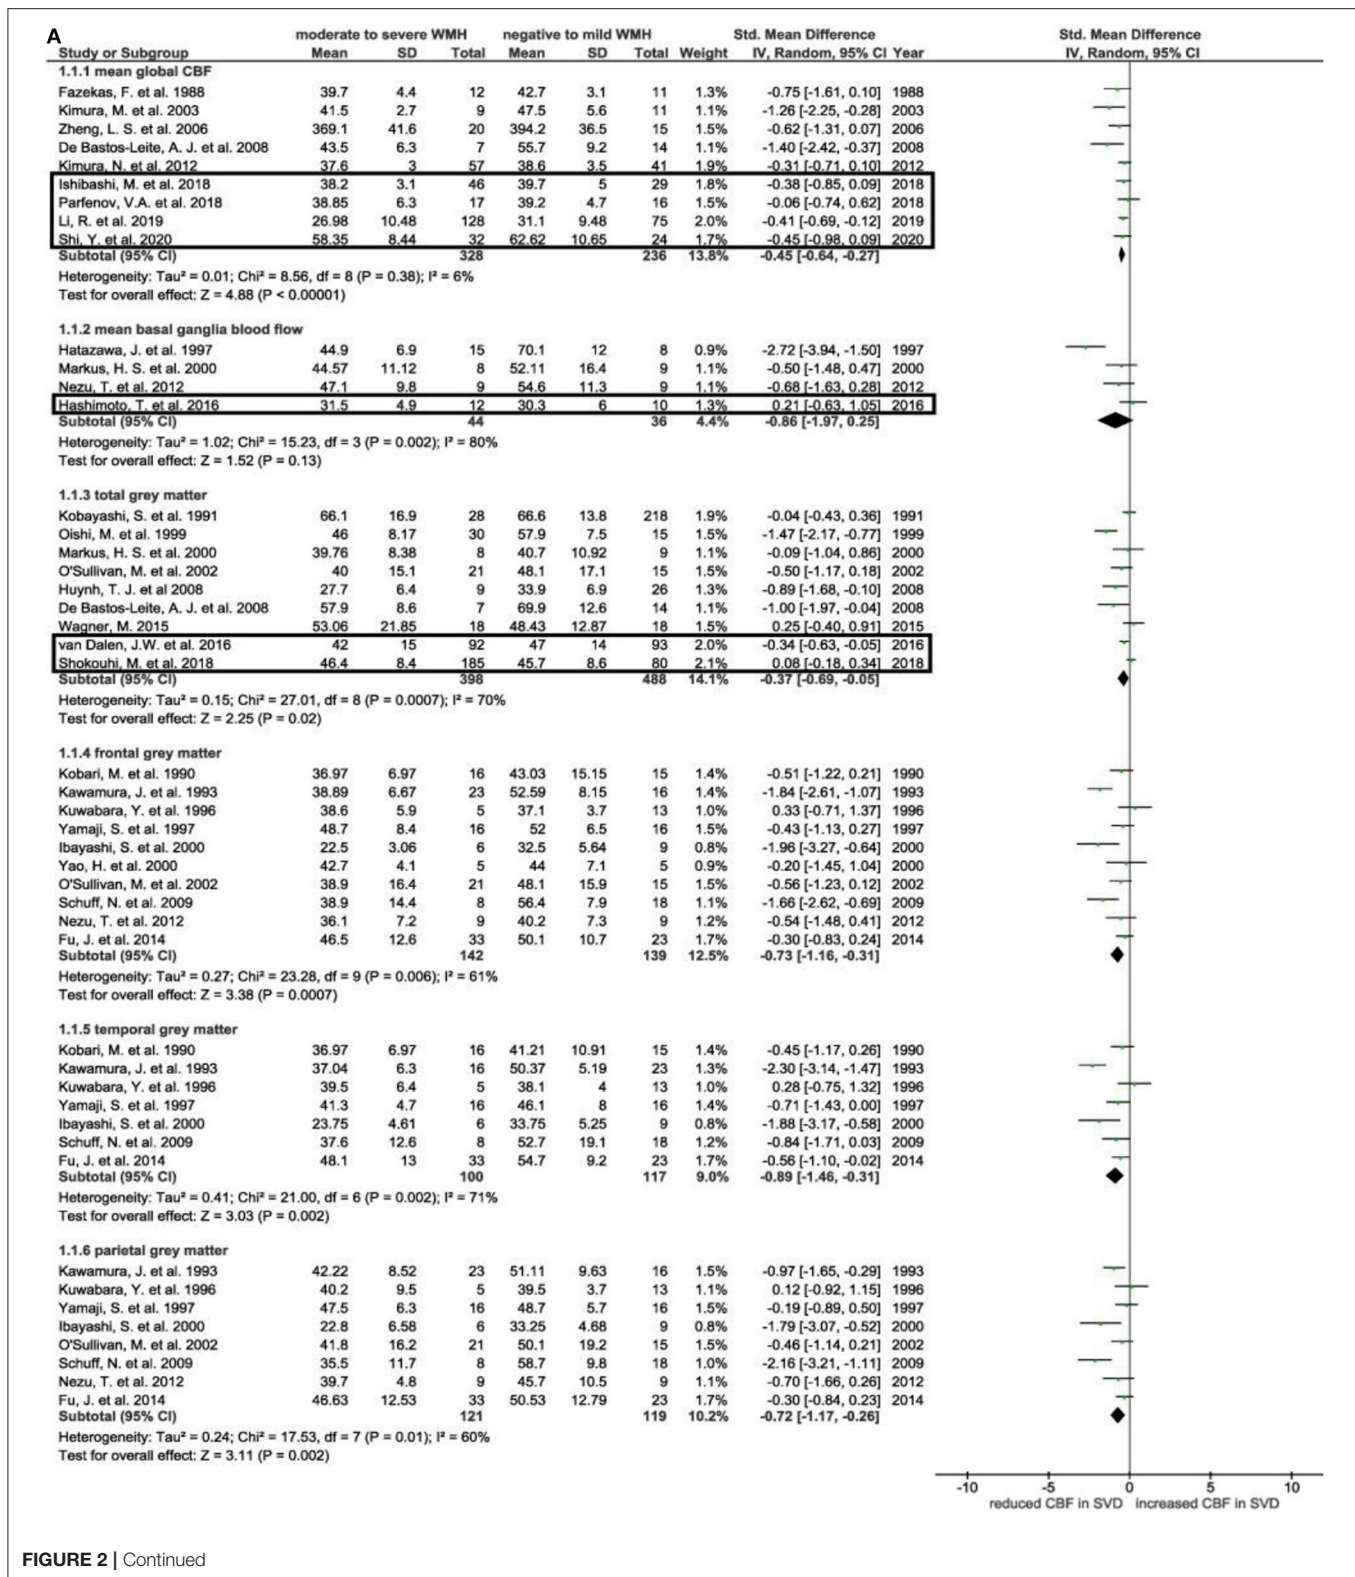 A
moderate to severe WMH negative to mild WMH Std. Mean Difference Std. Mean Difference
Study or Subgroup Mean SD Total Mean SD Total Weight IV, Random, 95% CI Year IV, Random, 95% CI
1.1.1 mean global CBF
Fazekas, F. et al. 1988 39.7 4.4 12 42.7 3.1 11 1.3% -0.75 [-1.61, 0.10] 1988
Kimura, M. et al. 2003 41.5 2.7 9 47.5 5.6 11 1.1% -1.26 [-2.25, -0.28] 2003
Zheng, L. S. et al. 2006 369.1 41.6 20 394.2 36.5 15 1.5% -0.62 [-1.31, 0.07] 2006
De Bastos-Leite, A. J. et al. 2008 43.5 6.3 7 55.7 9.2 14 1.1% -1.40 [-2.42, -0.37] 2008
Kimura, N. et al. 2012 37.6 3 57 38.6 3.5 41 1.9% -0.31 [-0.71, 0.10] 2012
Ishibashi, M. et al. 2018 38.2 3.1 46 39.7 5 29 1.8% -0.38 [-0.85, 0.09] 2018
Parfenov, V.A. et al. 2018 38.85 6.3 17 39.2 4.7 16 1.5% -0.06 [-0.74, 0.62] 2018
Li, R. et al. 2019 26.98 10.48 128 31.1 9.48 75 2.0% -0.41 [-0.69, -0.12] 2019
Shi, Y. et al. 2020 58.35 8.44 32 62.62 10.65 24 1.7% -0.45 [-0.98, 0.09] 2020
Subtotal (95% CI) 328 236 13.8% -0.45 [-0.64, -0.27]
Heterogeneity: Tau² = 0.01; Chi² = 8.56, df = 8 (P = 0.38); I² = 6%
Test for overall effect: Z = 4.88 (P < 0.00001)
1.1.2 mean basal ganglia blood flow
Hatazawa, J. et al. 1997 44.9 6.9 15 70.1 12 8 0.9% -2.72 [-3.94, -1.50] 1997
Markus, H. S. et al. 2000 44.57 11.12 8 52.11 16.4 9 1.1% -0.50 [-1.48, 0.47] 2000
Nezu, T. et al. 2012 47.1 9.8 9 54.6 11.3 9 1.1% -0.68 [-1.63, 0.28] 2012
Hashimoto, T. et al. 2016 31.5 4.9 12 30.3 6 10 1.3% 0.21 [-0.63, 1.05] 2016
Subtotal (95% CI) 44 36 4.4% -0.86 [-1.97, 0.25]
Heterogeneity: Tau² = 1.02; Chi² = 15.23, df = 3 (P = 0.002); I² = 80%
Test for overall effect: Z = 1.52 (P = 0.13)
1.1.3 total grey matter
Kobayashi, S. et al. 1991 66.1 16.9 28 66.6 13.8 218 1.9% -0.04 [-0.43, 0.36] 1991
Oishi, M. et al. 1999 46 8.17 30 57.9 7.5 15 1.5% -1.47 [-2.17, -0.77] 1999
Markus, H. S. et al. 2000 39.76 8.38 8 40.7 10.92 9 1.1% -0.09 [-1.04, 0.86] 2000
O'Sullivan, M. et al. 2002 40 15.1 21 48.1 17.1 15 1.5% -0.50 [-1.17, 0.18] 2002
Huynh, T. J. et al 2008 27.7 6.4 9 33.9 6.9 26 1.3% -0.89 [-1.68, -0.10] 2008
De Bastos-Leite, A. J. et al. 2008 57.9 8.6 7 69.9 12.6 14 1.1% -1.00 [-1.97, -0.04] 2008
Wagner, M. 2015 53.06 21.85 18 48.43 12.87 18 1.5% 0.25 [-0.40, 0.91] 2015
van Dalen, J.W. et al. 2016 42 15 92 47 14 93 2.0% -0.34 [-0.63, -0.05] 2016
Shokouhi, M. et al. 2018 46.4 8.4 185 45.7 8.6 80 2.1% 0.08 [-0.18, 0.34] 2018
Subtotal (95% CI) 398 488 14.1% -0.37 [-0.69, -0.05]
Heterogeneity: Tau² = 0.15; Chi² = 27.01, df = 8 (P = 0.0007); I² = 70%
Test for overall effect: Z = 2.25 (P = 0.02)
1.1.4 frontal grey matter
Kobari, M. et al. 1990 36.97 6.97 16 43.03 15.15 15 1.4% -0.51 [-1.22, 0.21] 1990
Kawamura, J. et al. 1993 38.89 6.67 23 52.59 8.15 16 1.4% -1.84 [-2.61, -1.07] 1993
Kuwabara, Y. et al. 1996 38.6 5.9 5 37.1 3.7 13 1.0% 0.33 [-0.71, 1.37] 1996
Yamaji, S. et al. 1997 48.7 8.4 16 52 6.5 16 1.5% -0.43 [-1.13, 0.27] 1997
Ibayashi, S. et al. 2000 22.5 3.06 6 32.5 5.64 9 0.8% -1.96 [-3.27, -0.64] 2000
Yao, H. et al. 2000 42.7 4.1 5 44 7.1 5 0.9% -0.20 [-1.45, 1.04] 2000
O'Sullivan, M. et al. 2002 38.9 16.4 21 48.1 15.9 15 1.5% -0.56 [-1.23, 0.12] 2002
Schuff, N. et al. 2009 38.9 14.4 8 56.4 7.9 18 1.1% -1.66 [-2.62, -0.69] 2009
Nezu, T. et al. 2012 36.1 7.2 9 40.2 7.3 9 1.2% -0.54 [-1.48, 0.41] 2012
Fu, J. et al. 2014 46.5 12.6 33 50.1 10.7 23 1.7% -0.30 [-0.83, 0.24] 2014
Subtotal (95% CI) 142 139 12.5% -0.73 [-1.16, -0.31]
Heterogeneity: Tau² = 0.27; Chi² = 23.28, df = 9 (P = 0.006); I² = 61%
Test for overall effect: Z = 3.38 (P = 0.0007)
1.1.5 temporal grey matter
Kobari, M. et al. 1990 36.97 6.97 16 41.21 10.91 15 1.4% -0.45 [-1.17, 0.26] 1990
Kawamura, J. et al. 1993 37.04 6.3 16 50.37 5.19 23 1.3% -2.30 [-3.14, -1.47] 1993
Kuwabara, Y. et al. 1996 39.5 6.4 5 38.1 4 13 1.0% 0.28 [-0.75, 1.32] 1996
Yamaji, S. et al. 1997 41.3 4.7 16 46.1 8 16 1.4% -0.71 [-1.43, 0.00] 1997
Ibayashi, S. et al. 2000 23.75 4.61 6 33.75 5.25 9 0.8% -1.88 [-3.17, -0.58] 2000
Schuff, N. et al. 2009 37.6 12.6 8 52.7 19.1 18 1.2% -0.84 [-1.71, 0.03] 2009
Fu, J. et al. 2014 48.1 13 33 54.7 9.2 23 1.7% -0.56 [-1.10, -0.02] 2014
Subtotal (95% CI) 100 117 9.0% -0.89 [-1.46, -0.31]
Heterogeneity: Tau² = 0.41; Chi² = 21.00, df = 6 (P = 0.002); I² = 71%
Test for overall effect: Z = 3.03 (P = 0.002)
1.1.6 parietal grey matter
Kawamura, J. et al. 1993 42.22 8.52 23 51.11 9.63 16 1.5% -0.97 [-1.65, -0.29] 1993
Kuwabara, Y. et al. 1996 40.2 9.5 5 39.5 3.7 13 1.1% 0.12 [-0.92, 1.15] 1996
Yamaji, S. et al. 1997 47.5 6.3 16 48.7 5.7 16 1.5% -0.19 [-0.89, 0.50] 1997
Ibayashi, S. et al. 2000 22.8 6.58 6 33.25 4.68 9 0.8% -1.79 [-3.07, -0.52] 2000
O'Sullivan, M. et al. 2002 41.8 16.2 21 50.1 19.2 15 1.5% -0.46 [-1.14, 0.21] 2002
Schuff, N. et al. 2009 35.5 11.7 8 58.7 9.8 18 1.0% -2.16 [-3.21, -1.11] 2009
Nezu, T. et al. 2012 39.7 4.8 9 45.7 10.5 9 1.1% -0.70 [-1.66, 0.26] 2012
Fu, J. et al. 2014 46.63 12.53 33 50.53 12.79 23 1.7% -0.30 [-0.84, 0.23] 2014
Subtotal (95% CI) 121 119 10.2% -0.72 [-1.17, -0.26]
Heterogeneity: Tau² = 0.24; Chi² = 17.53, df = 7 (P = 0.01); I² = 60%
Test for overall effect: Z = 3.11 (P = 0.002)
-10 -5 0 5 10
reduced CBF in SVD increased CBF in SVD
FIGURE 2 | Continued